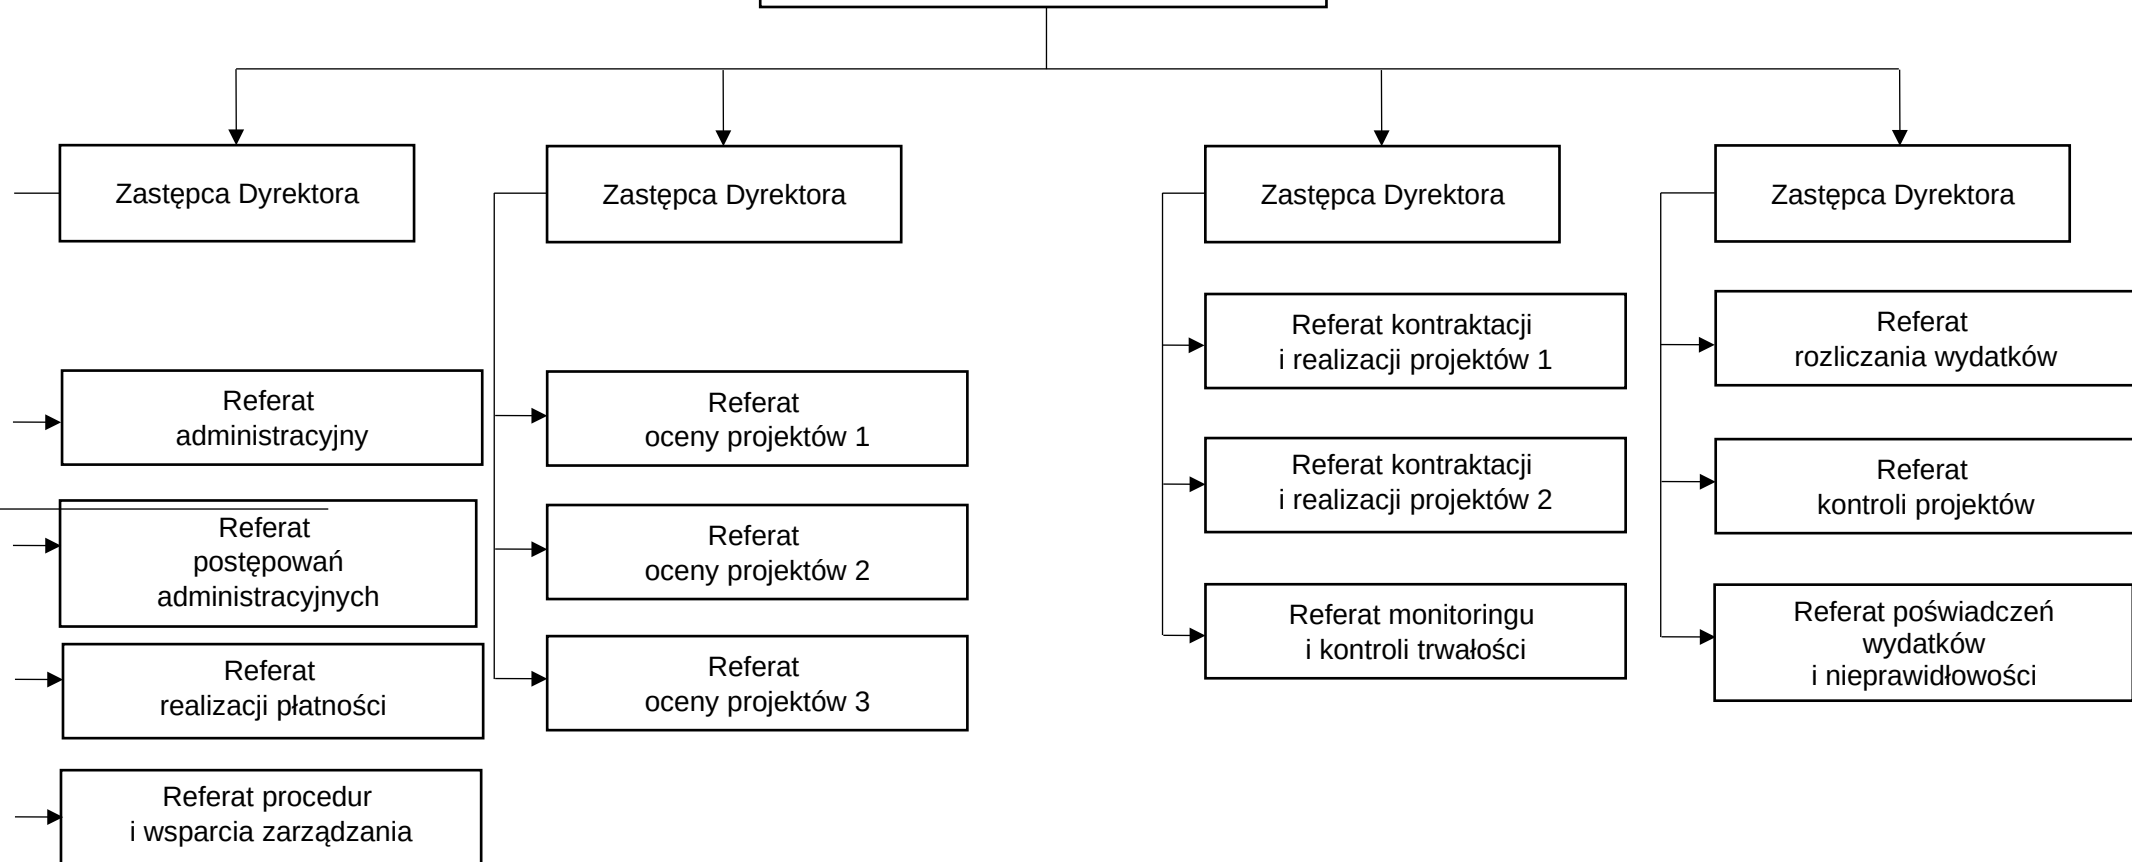 Zastępca Dyrektora
Zastępca Dyrektora
Zastępca Dyrektora
Zastępca Dyrektora
Referat
administracyjny
Referat
postępowań
administracyjnych
Referat
realizacji płatności
Referat procedur
i wsparcia zarządzania
Referat
oceny projektów 1
Referat
oceny projektów 2
Referat
oceny projektów 3
Referat kontraktacji
i realizacji projektów 1
Referat kontraktacji
i realizacji projektów 2
Referat monitoringu
i kontroli trwałości
Referat
rozliczania wydatków
Referat
kontroli projektów
Referat poświadczeń
wydatków
i nieprawidłowości